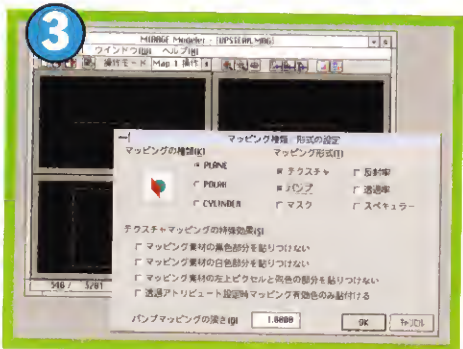 3
MIRAGE Modeler - [UPSTEAM.MRG]
ウインドウ(W) ヘルプ(H)
操作モード Map 1 操作
マッピング種類、形式の設定
マッピングの種類(K)
マッピング形式(T)
PLANE
テクスチャ
反射率
POLAR
バンプ
透過率
CYLINDER
マスク
スペキュラー
テクスチャマッピングの特殊効果(S)
マッピング素材の黒色部分を貼りつけない
マッピング素材の白色部分を貼りつけない
マッピング素材の左上ピクセルと同色の部分を貼りつけない
透過アトリビュート設定時マッピング有効色のみ貼付ける
546 / 5201
バンプマッピングの深さ(D) 1.0000 OK キャンセル